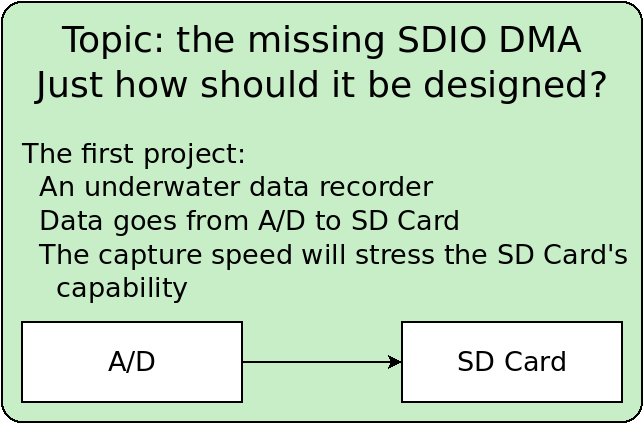 Topic: the missing SDIO DMA
Just how should it be designed?
The first project:
An underwater data recorder
Data goes from A/D to SD Card
The capture speed will stress the SD Card's
capability
A/D
SD Card